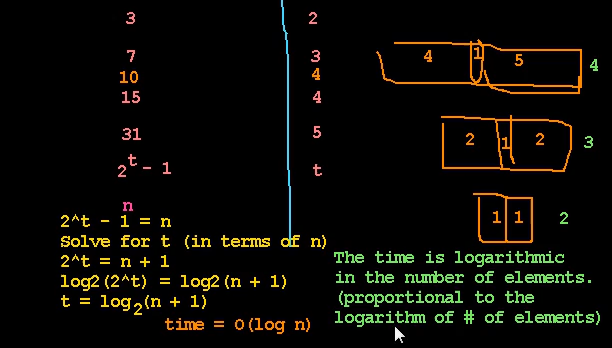 3 2
7 3
10 4
15 4
31 5
2^t - 1 t
n
2^t - 1 = n
Solve for t (in terms of n)
2^t = n + 1
log2(2^t) = log2(n + 1)
t = log2(n + 1)
time = O(log n)
4 1 5 4
2 1 2 3
1 1 2
The time is logarithmic
in the number of elements.
(proportional to the
logarithm of # of elements)